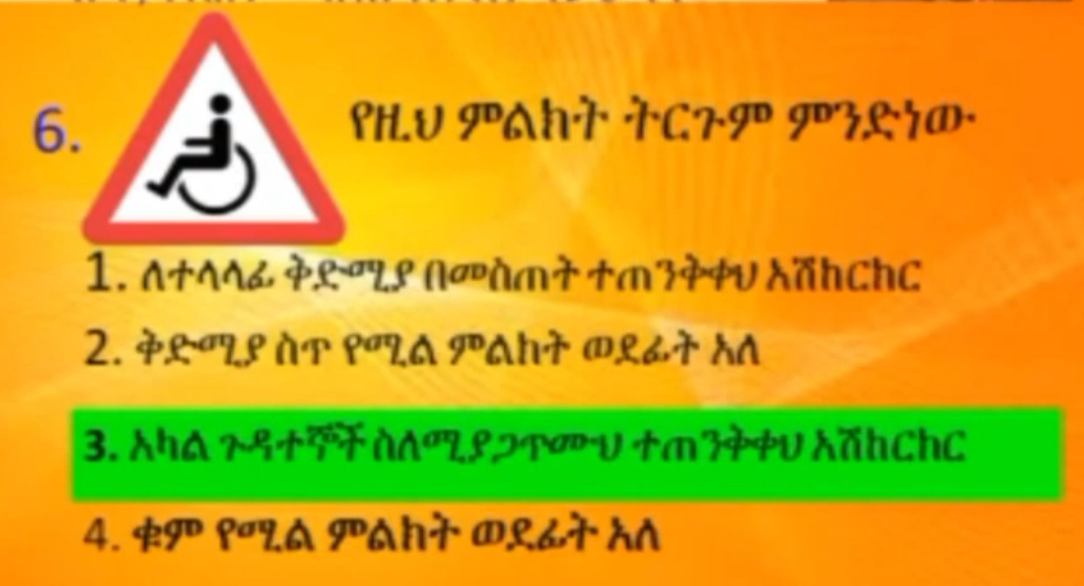 6. የዚህ ምልክት ትርጉም ምንድነው
1. ለተላላፊ ቅድሚያ በመስጠት ተጠንቅቀህ አሽከርክር
2. ቅድሚያ ስጥ የሚል ምልክት ወደፊት አለ
3. አካል ጉዳተኞች ስለሚያጋጥሙህ ተጠንቅቀህ አሽከርክር
4. ቁም የሚል ምልክት ወደፊት አለ